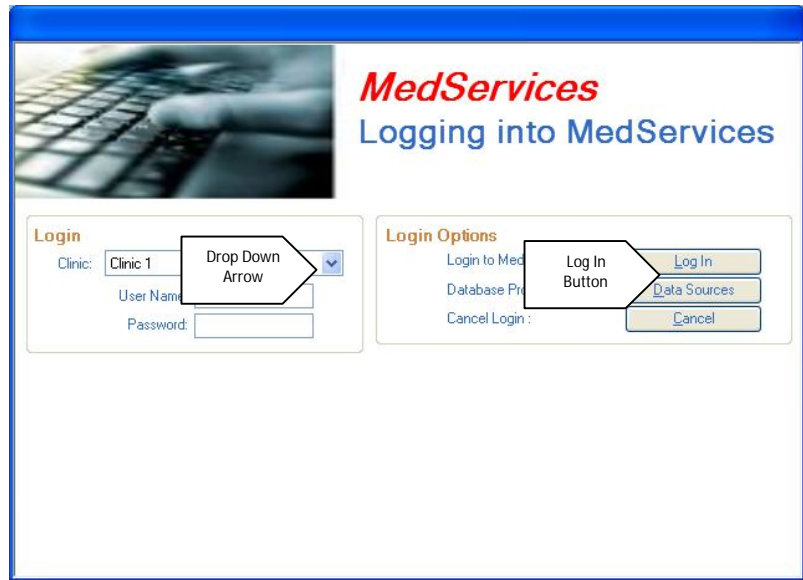 MedServices
Logging into MedServices
Login
Clinic: Clinic 1
Drop Down
Arrow
User Name
Password:
Login Options
Login to Med
Log In
Button
Log In
Database Pro
Data Sources
Cancel Login :
Cancel